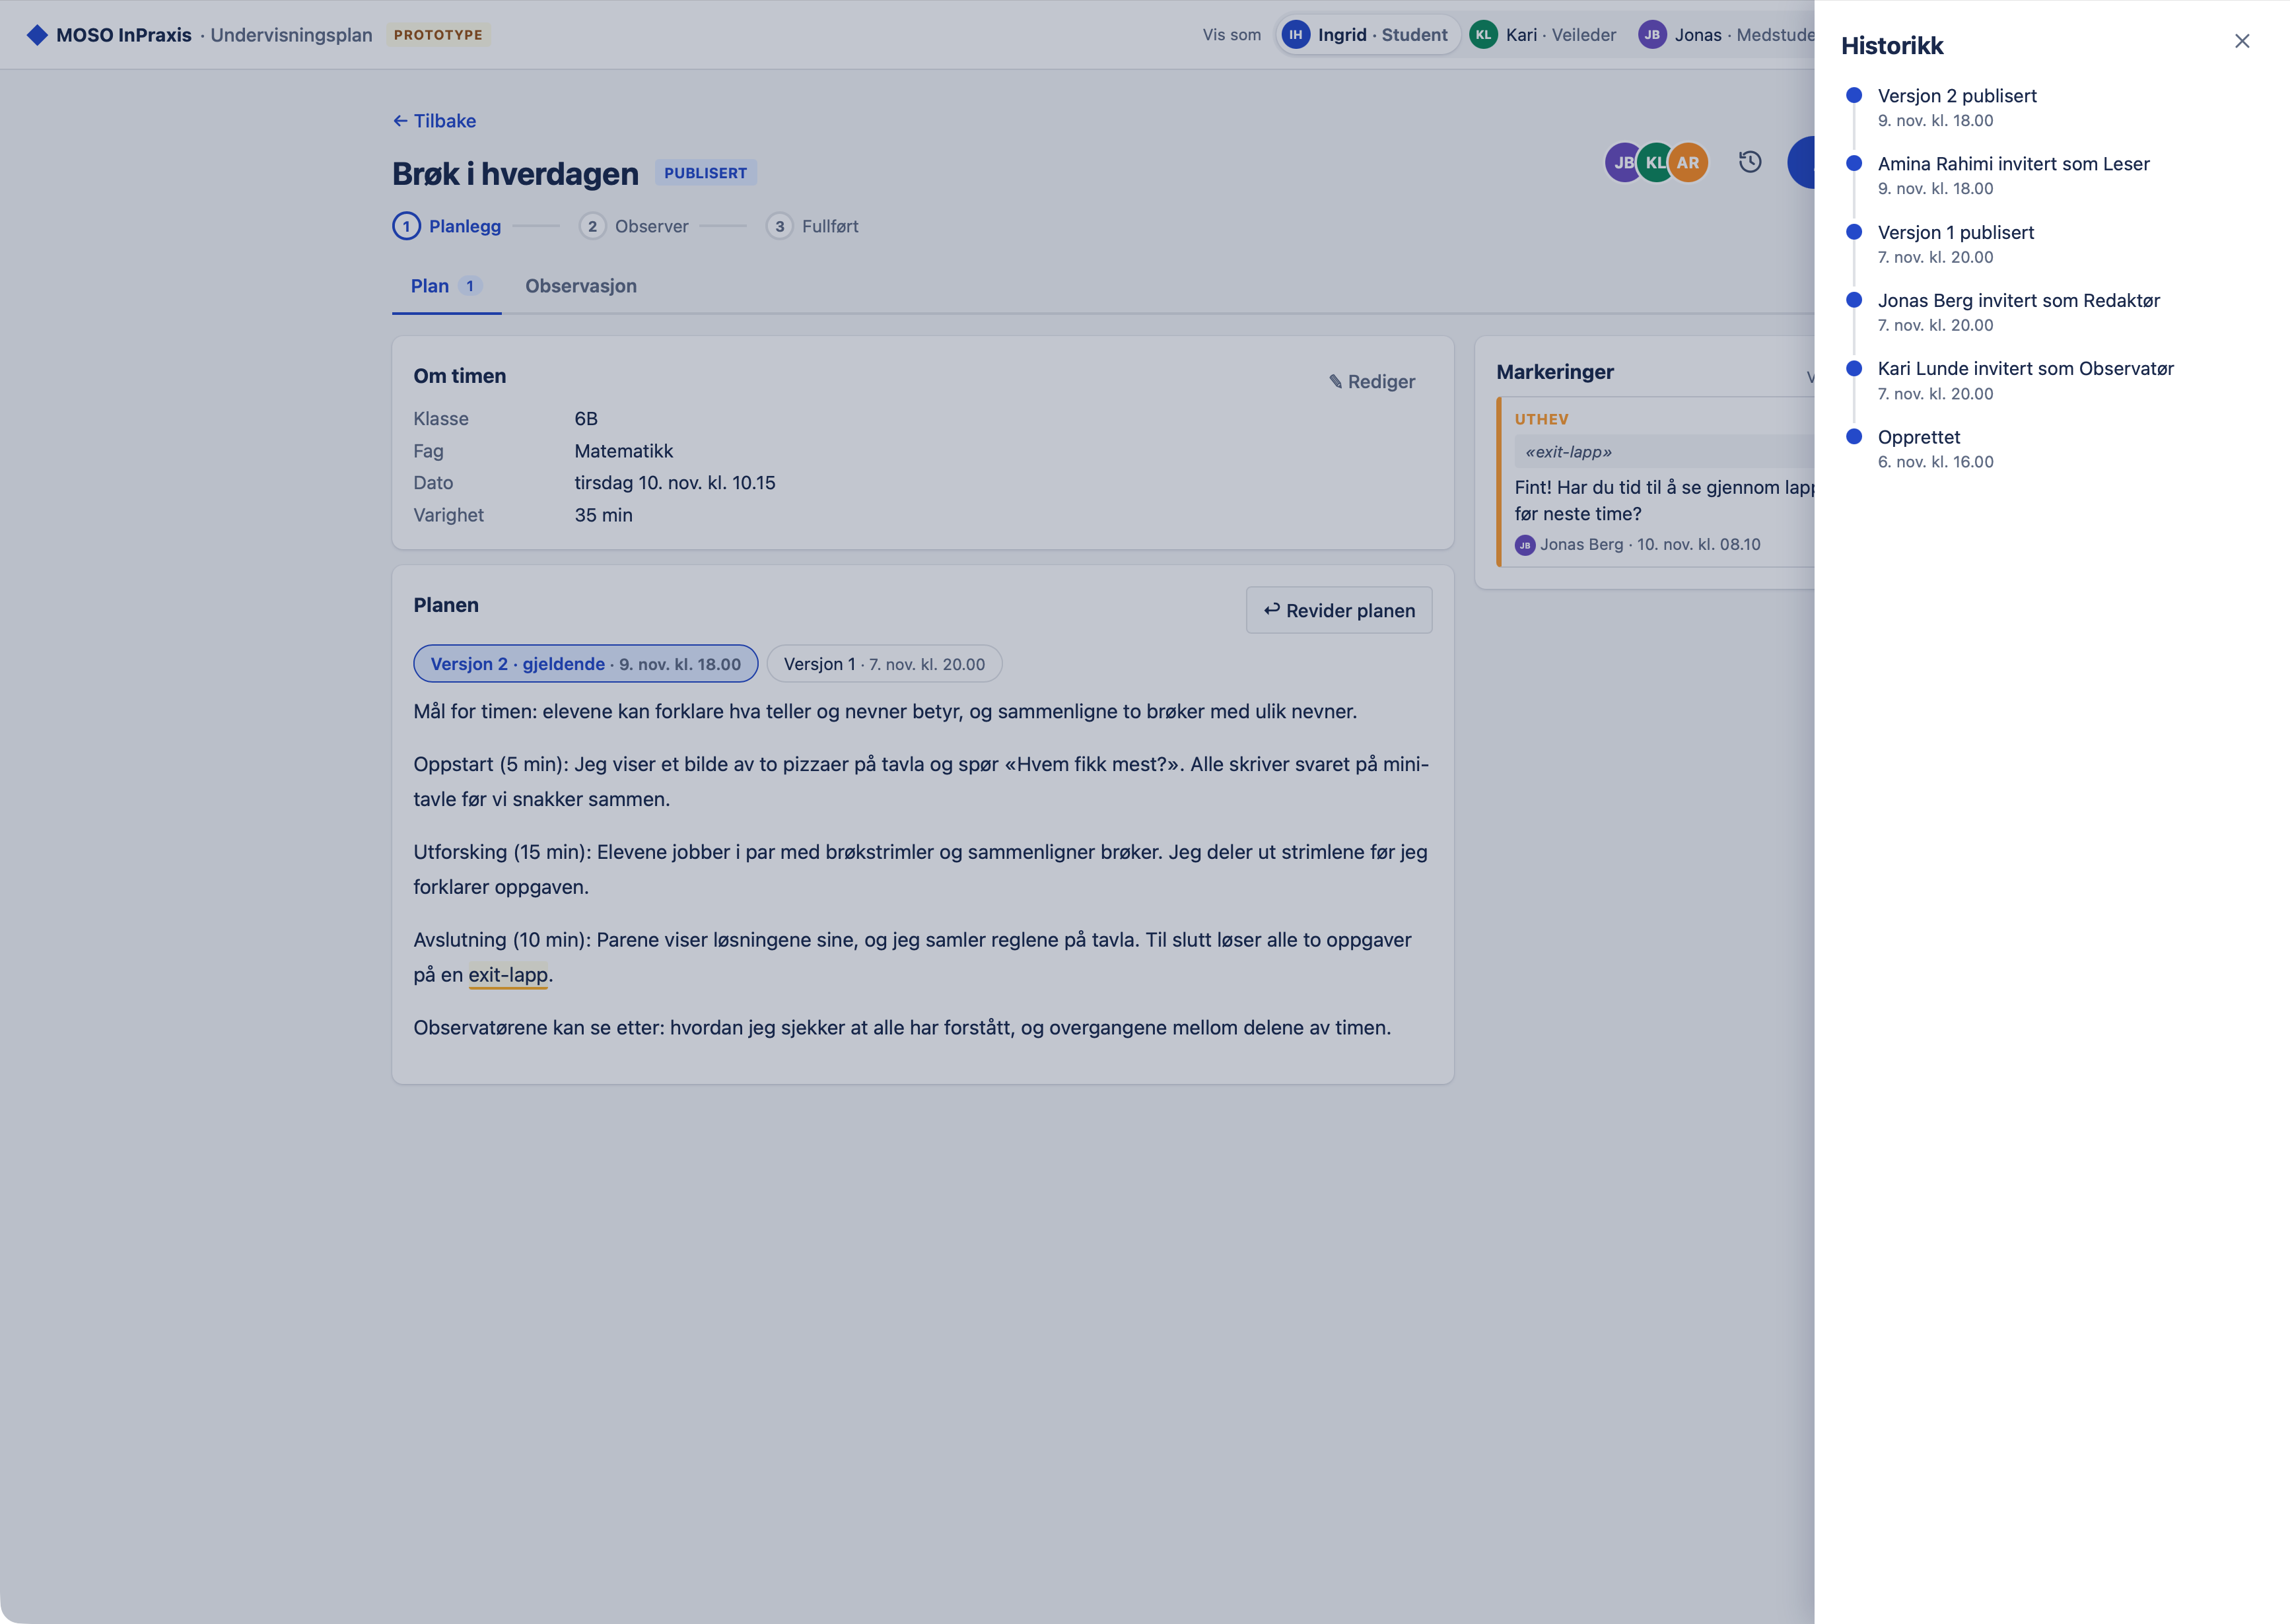 MOSO InPraxis · Undervisningsplan PROTOTYPE
Vis som IH Ingrid · Student KL Kari · Veileder JB Jonas ·
← Tilbake
Brøk i hverdagen PUBLISERT
JB KL AR
1 Planlegg 2 Observer 3 Fullført
Plan 1 Observasjon
Om timen
✎ Rediger
Klasse 6B
Fag Matematikk
Dato tirsdag 10. nov. kl. 10.15
Varighet 35 min
Planen
↩ Revider planen
Versjon 2 · gjeldende · 9. nov. kl. 18.00 Versjon 1 · 7. nov. kl. 20.00
Mål for timen: elevene kan forklare hva teller og nevner betyr, og sammenligne to brøker med ulik nevner.
Oppstart (5 min): Jeg viser et bilde av to pizzaer på tavla og spør «Hvem fikk mest?». Alle skriver svaret på mini-
tavle før vi snakker sammen.
Utforsking (15 min): Elevene jobber i par med brøkstrimler og sammenligner brøker. Jeg deler ut strimlene før jeg
forklarer oppgaven.
Avslutning (10 min): Parene viser løsningene sine, og jeg samler reglene på tavla. Til slutt løser alle to oppgaver
på en exit-lapp.
Observatørene kan se etter: hvordan jeg sjekker at alle har forstått, og overgangene mellom delene av timen.
Markeringer
UTHEV
«exit-lapp»
Fint! Har du tid til å se gjennom
før neste time?
JB Jonas Berg · 10. nov. kl. 08.10
Historikk
Versjon 2 publisert
9. nov. kl. 18.00
Amina Rahimi invitert som Leser
9. nov. kl. 18.00
Versjon 1 publisert
7. nov. kl. 20.00
Jonas Berg invitert som Redaktør
7. nov. kl. 20.00
Kari Lunde invitert som Observatør
7. nov. kl. 20.00
Opprettet
6. nov. kl. 16.00